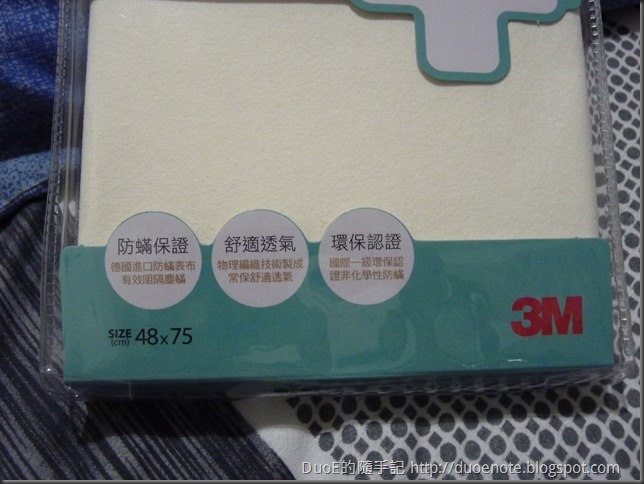 防蟎保證
德國進口防蟎表布
有效阻隔塵蟎
舒適透氣
物理編織技術製成
常保舒適透氣
環保認證
國際一級環保認
證非化學性防蟎
SIZE (cm) 48x75
3M
DuoE的隨手記 http://duoenote.blogspot.com